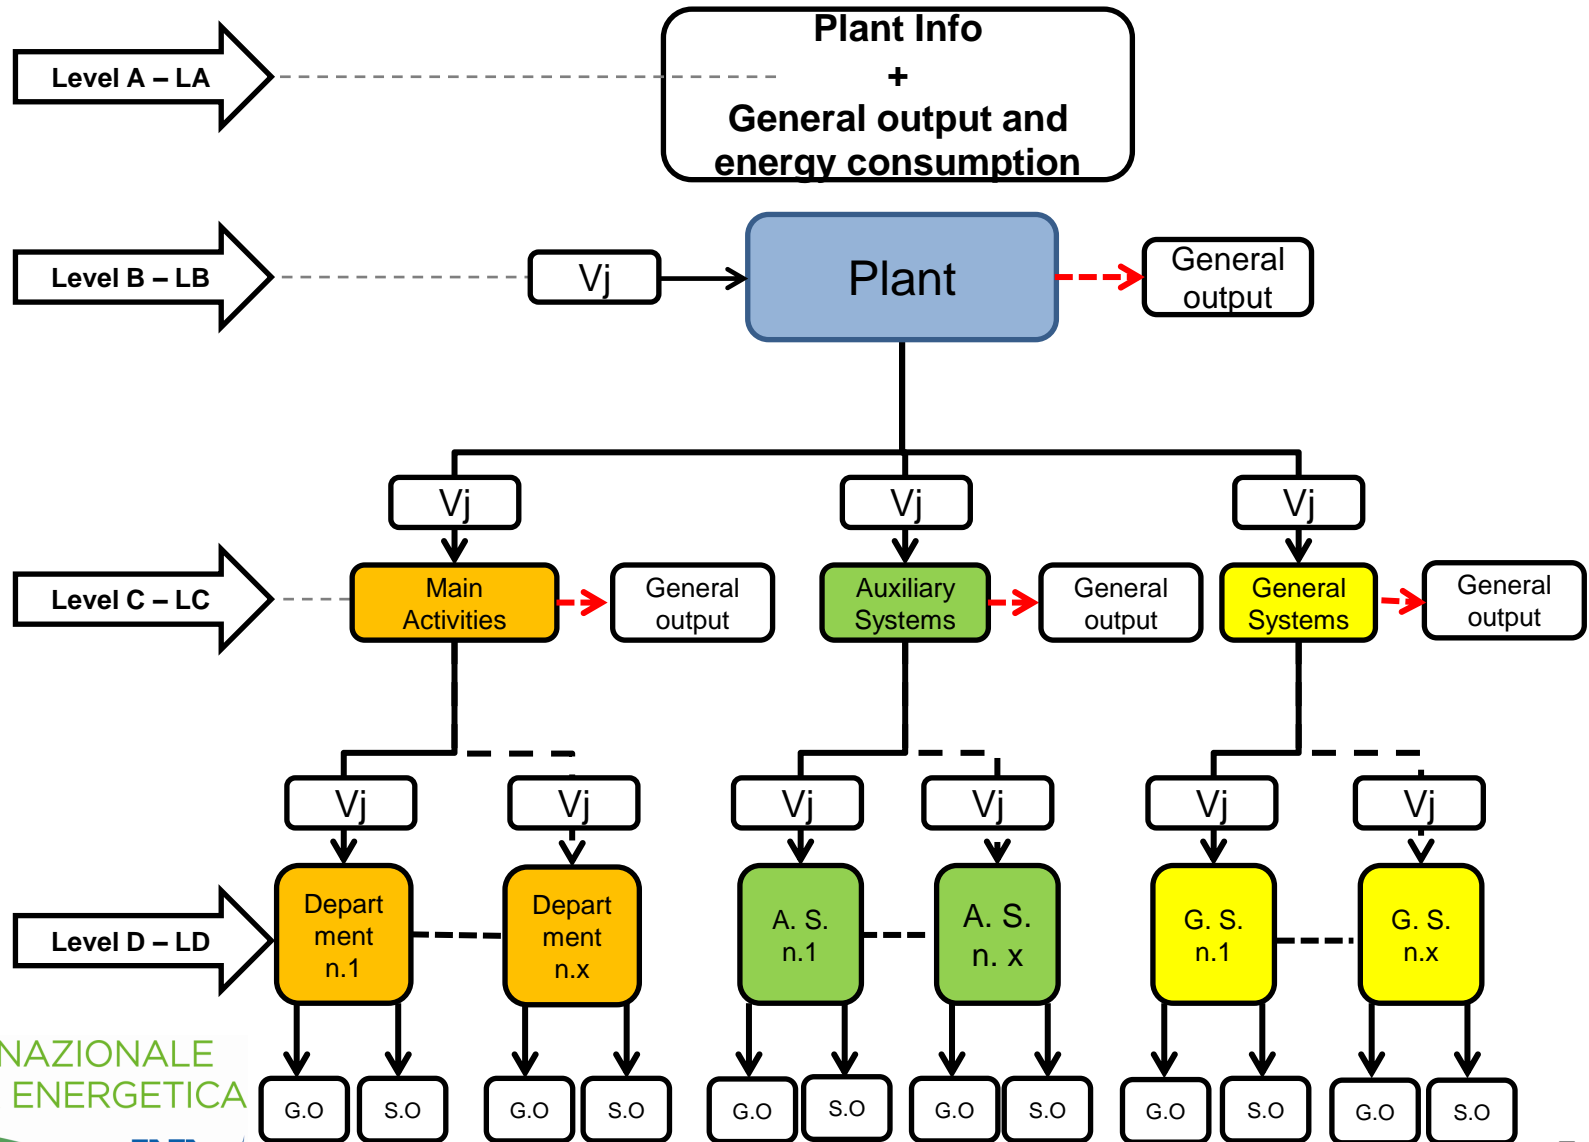 Plant Info
+
General output and
energy consumption
Level A – LA
Level B – LB
Vj
Plant
General
output
Vj
Vj
Vj
Level C – LC
Main
Activities
General
output
Auxiliary
Systems
General
output
General
Systems
General
output
Vj
Vj
Vj
Vj
Vj
Vj
Level D – LD
Depart
ment
n.1
Depart
ment
n.x
A. S.
n.1
A. S.
n. x
G. S.
n.1
G. S.
n.x
NAZIONALE
ENERGETICA
G.O
S.O
G.O
S.O
G.O
S.O
G.O
S.O
G.O
S.O
G.O
S.O